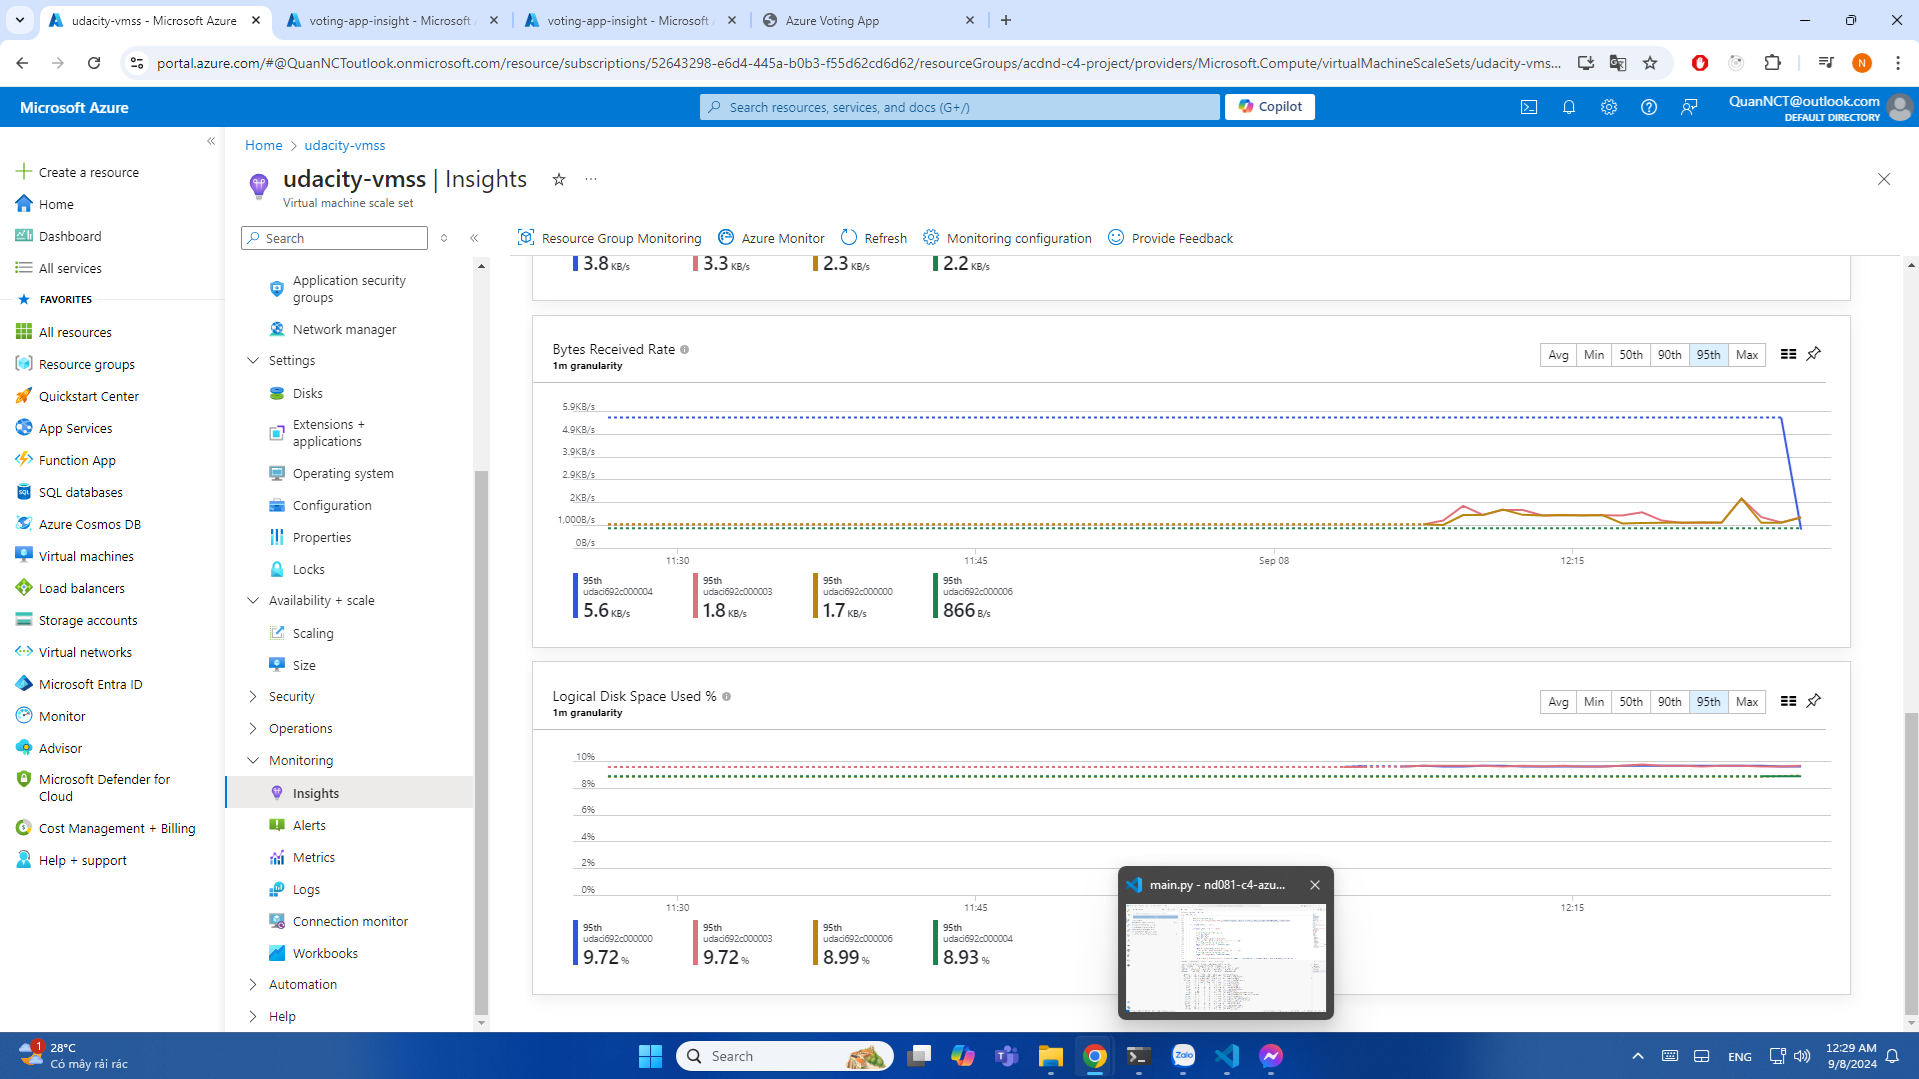 udacity-vmss - Microsoft Azure
voting-app-insight - Microsoft
voting-app-insight - Microsoft
Azure Voting App
portal.azure.com/#@QuanNCToutlook.onmicrosoft.com/resource/subscriptions/52643298-e6d4-445a-b0b3-f55d62cd6d62/resourceGroups/acdnd-c4-project/providers/Microsoft.Compute/virtualMachineScaleSets/udacity-vms...
N
Microsoft Azure
Search resources, services, and docs (G+/)
Copilot
QuanNCT@outlook.com
DEFAULT DIRECTORY
Create a resource
Home
Dashboard
All services
FAVORITES
All resources
Resource groups
Quickstart Center
App Services
Function App
SQL databases
Azure Cosmos DB
Virtual machines
Load balancers
Storage accounts
Virtual networks
Microsoft Entra ID
Monitor
Advisor
Microsoft Defender for
Cloud
Cost Management + Billing
Help + support
Home > udacity-vmss
udacity-vmss | Insights
Virtual machine scale set
Search
Application security
groups
Network manager
Settings
Disks
Extensions +
applications
Operating system
Configuration
Properties
Locks
Availability + scale
Scaling
Size
Security
Operations
Monitoring
Insights
Alerts
Metrics
Logs
Connection monitor
Workbooks
Automation
Help
Resource Group Monitoring
Azure Monitor
Refresh
Monitoring configuration
Provide Feedback
3.8 KB/s
3.3 KB/s
2.3 KB/s
2.2 KB/s
Bytes Received Rate
1m granularity
Avg Min 50th 90th 95th Max
5.9KB/s
4.9KB/s
3.9KB/s
2.9KB/s
2KB/s
1,000B/s
0B/s
11:30 11:45 Sep 08 12:15
95th
udaci692c000004
5.6 KB/s
95th
udaci692c000003
1.8 KB/s
95th
udaci692c000000
1.7 KB/s
95th
udaci692c000006
866 B/s
Logical Disk Space Used %
1m granularity
Avg Min 50th 90th 95th Max
10%
8%
6%
4%
2%
0%
11:30 11:45 12:15
95th
udaci692c000000
9.72 %
95th
udaci692c000003
9.72 %
95th
udaci692c000006
8.99 %
95th
udaci692c000004
8.93 %
main.py - nd081-c4-azu...
1
28°C
Có mây rải rác
Search
Zalo
ENG
12:29 AM
9/8/2024